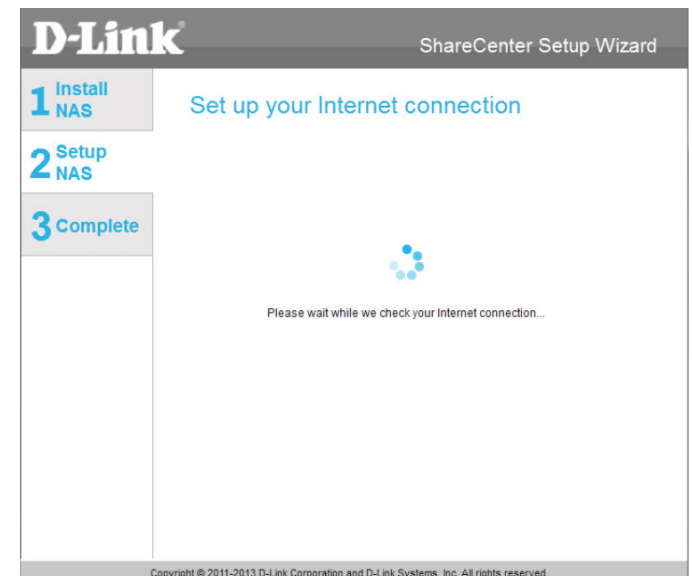 D-Link
ShareCenter Setup Wizard
1 Install
NAS
Set up your Internet connection
2 Setup
NAS
3 Complete
Please wait while we check your Internet connection...
Copyright © 2011-2013 D-Link Corporation and D-Link Systems, Inc. All rights reserved.